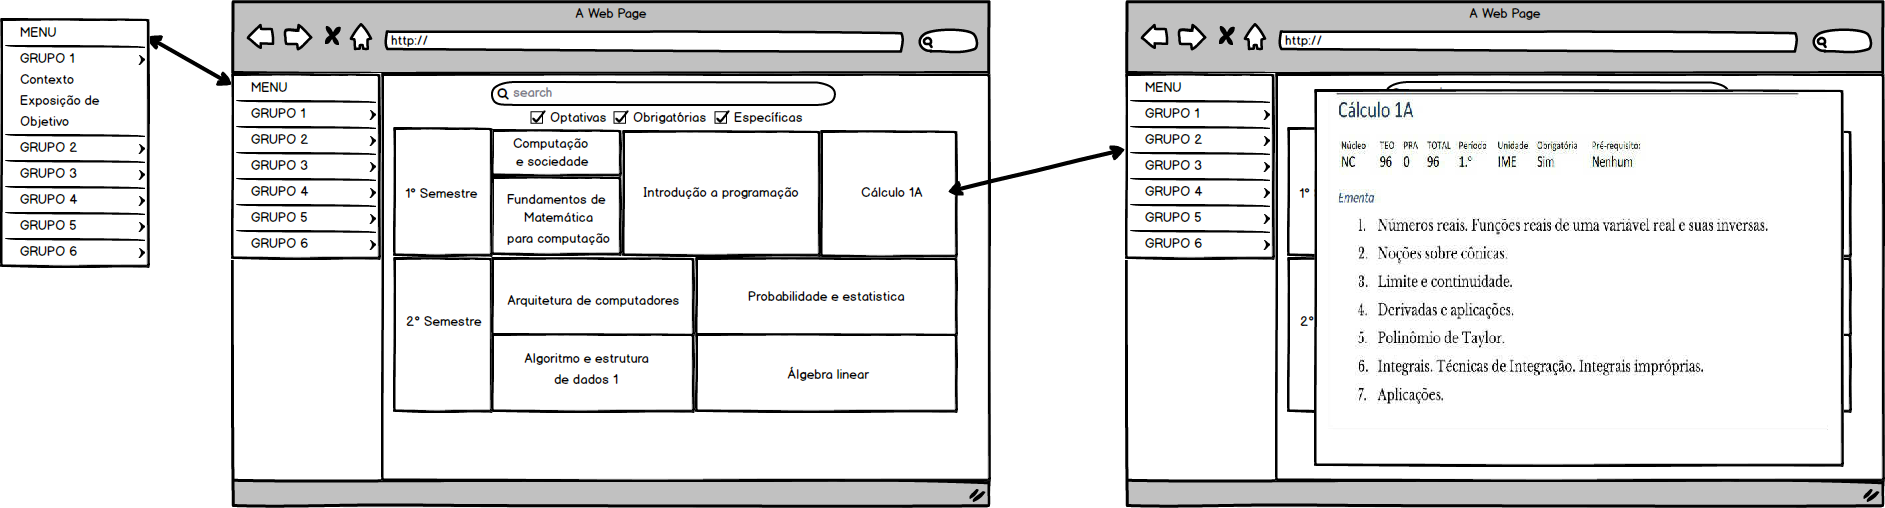 MENU
GRUPO 1
Contexto
Exposição de
Objetivo
GRUPO 2
GRUPO 3
GRUPO 4
GRUPO 5
GRUPO 6
A Web Page
http://
MENU
GRUPO 1
GRUPO 2
GRUPO 3
GRUPO 4
GRUPO 5
GRUPO 6
search
Optativas Obrigatórias Específicas
1° Semestre
Computação
e sociedade
Fundamentos de
Matemática
para computação
Introdução a programação
Cálculo 1A
2° Semestre
Arquitetura de computadores
Probabilidade e estatistica
Algoritmo e estrutura
de dados 1
Álgebra linear
A Web Page
http://
MENU
GRUPO 1
GRUPO 2
GRUPO 3
GRUPO 4
GRUPO 5
GRUPO 6
1°
2°
Cálculo 1A
Núcleo TEO PRA TOTAL Período Unidade Obrigatória Pré-requisito:
NC 96 0 96 1.º IME Sim Nenhum
Ementa
1. Números reais. Funções reais de uma variável real e suas inversas.
2. Noções sobre cônicas.
3. Limite e continuidade.
4. Derivadas e aplicações.
5. Polinômio de Taylor.
6. Integrais. Técnicas de Integração. Integrais impróprias.
7. Aplicações.